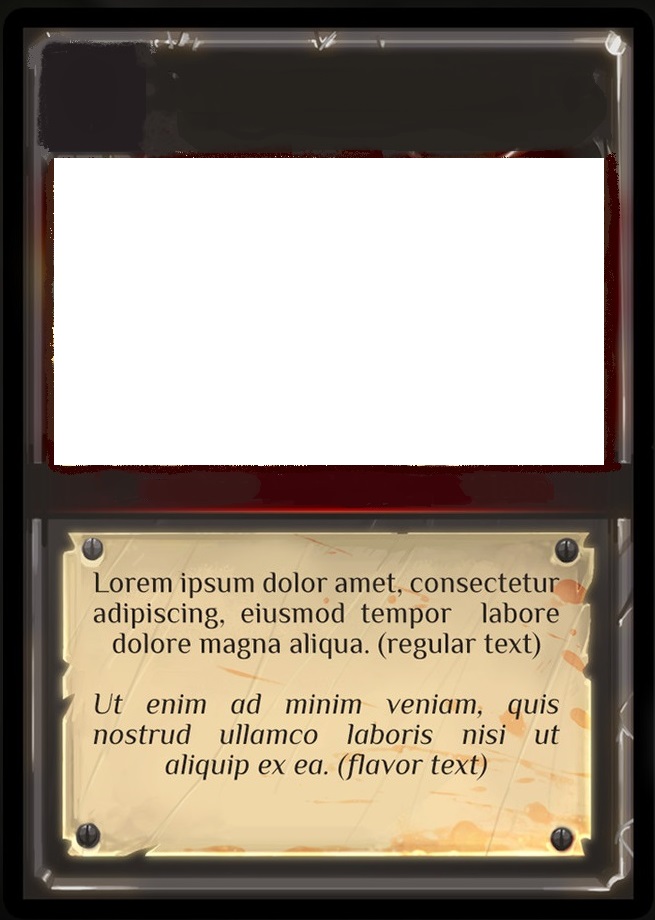 Lorem ipsum dolor amet, consectetur
adipiscing, eiusmod tempor labore
dolore magna aliqua. (regular text)
Ut enim ad minim veniam, quis
nostrud ullamco laboris nisi ut
aliquip ex ea. (flavor text)